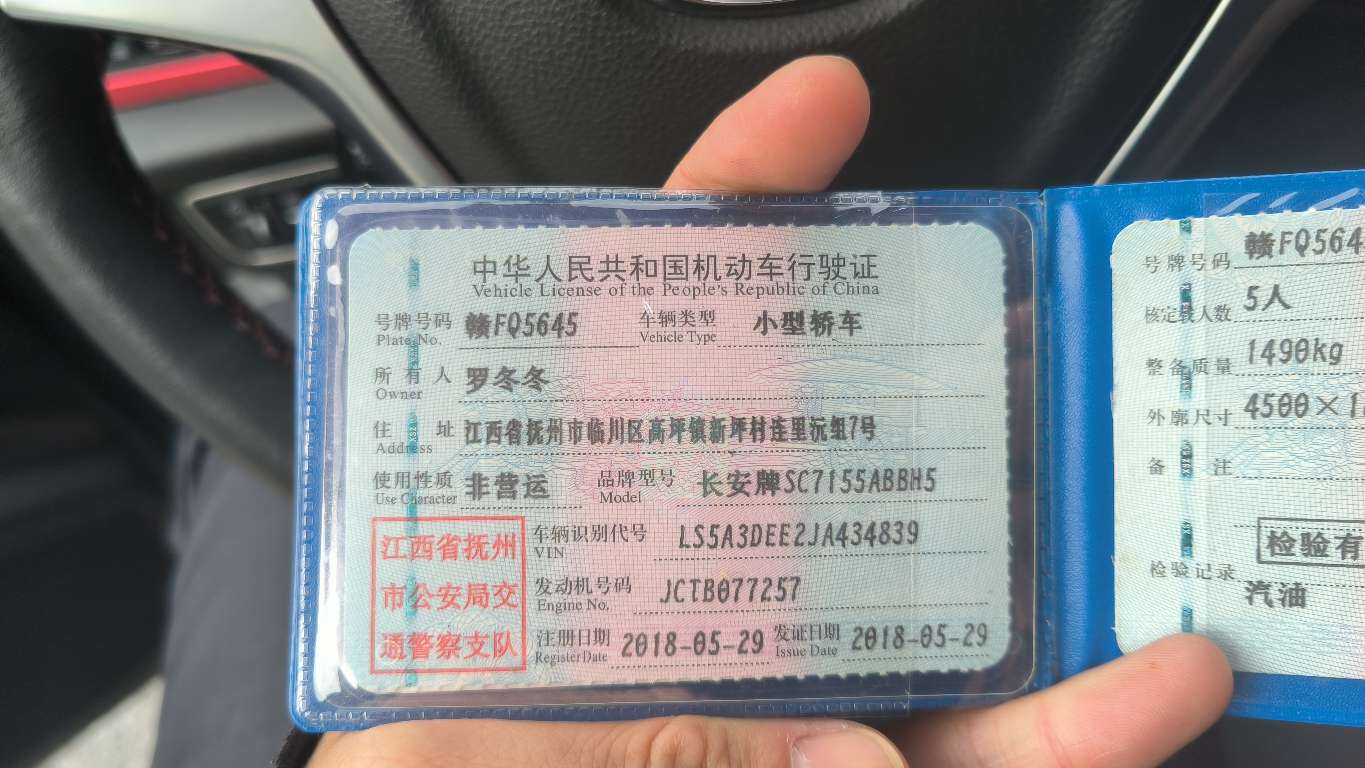 中华人民共和国机动车行驶证
Vehicle License of the People's Republic of China
号牌号码 赣FQ5645 车辆类型 小型轿车
Plate No. Vehicle Type
所有人 罗冬冬
Owner
住址 江西省抚州市临川区高坪镇新坪村连里沅组7号
Address
使用性质 非营运 品牌型号 长安牌SC7155ABBH5
Use Character Model
江西省抚州
市公安局交
通警察支队
车辆识别代号 LS5A3DEE2JA434839
VIN
发动机号码 JCTB077257
Engine No.
注册日期 2018-05-29 发证日期 2018-05-29
Register Date Issue Date
号牌号码 赣FQ564
核定载人数 5人
整备质量 1490kg
外廓尺寸 4500×1
备注
检验有
检验记录
汽油